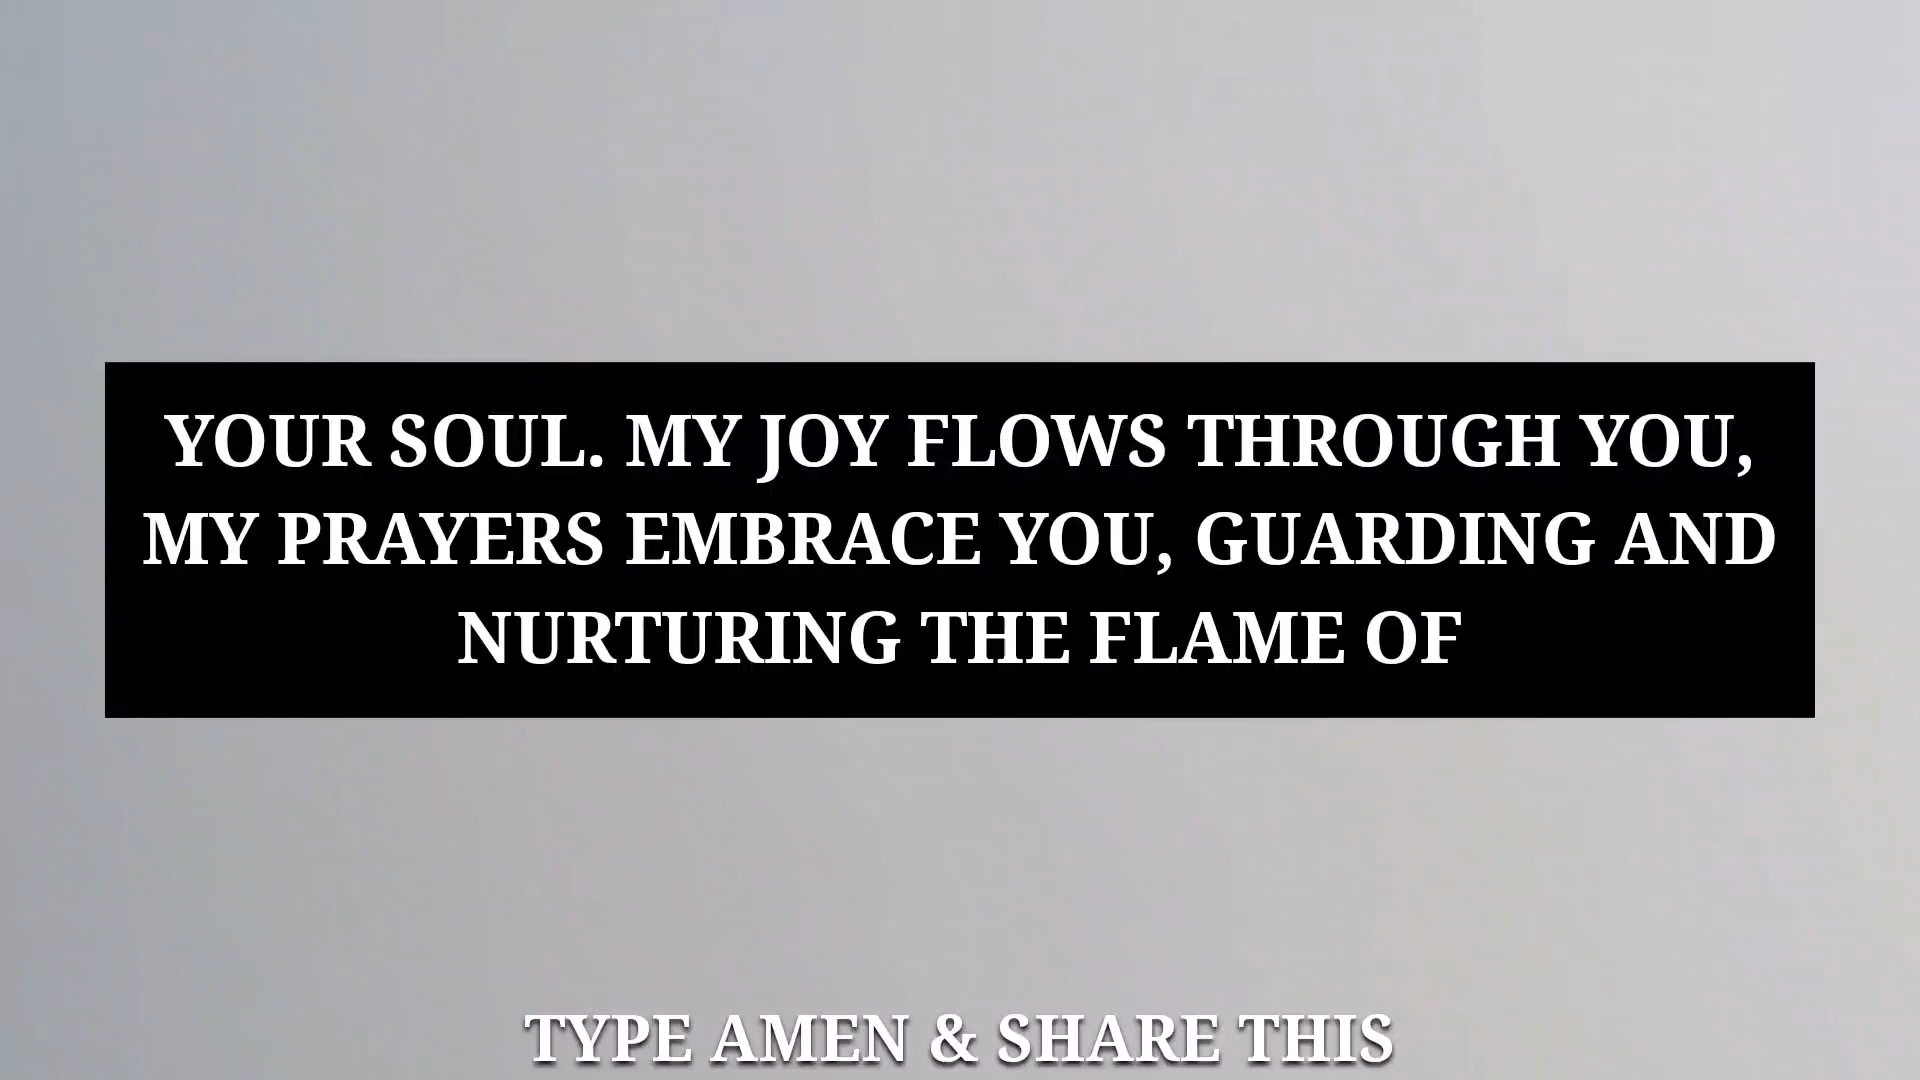 YOUR SOUL. MY JOY FLOWS THROUGH YOU,
MY PRAYERS EMBRACE YOU, GUARDING AND
NURTURING THE FLAME OF
TYPE AMEN & SHARE THIS